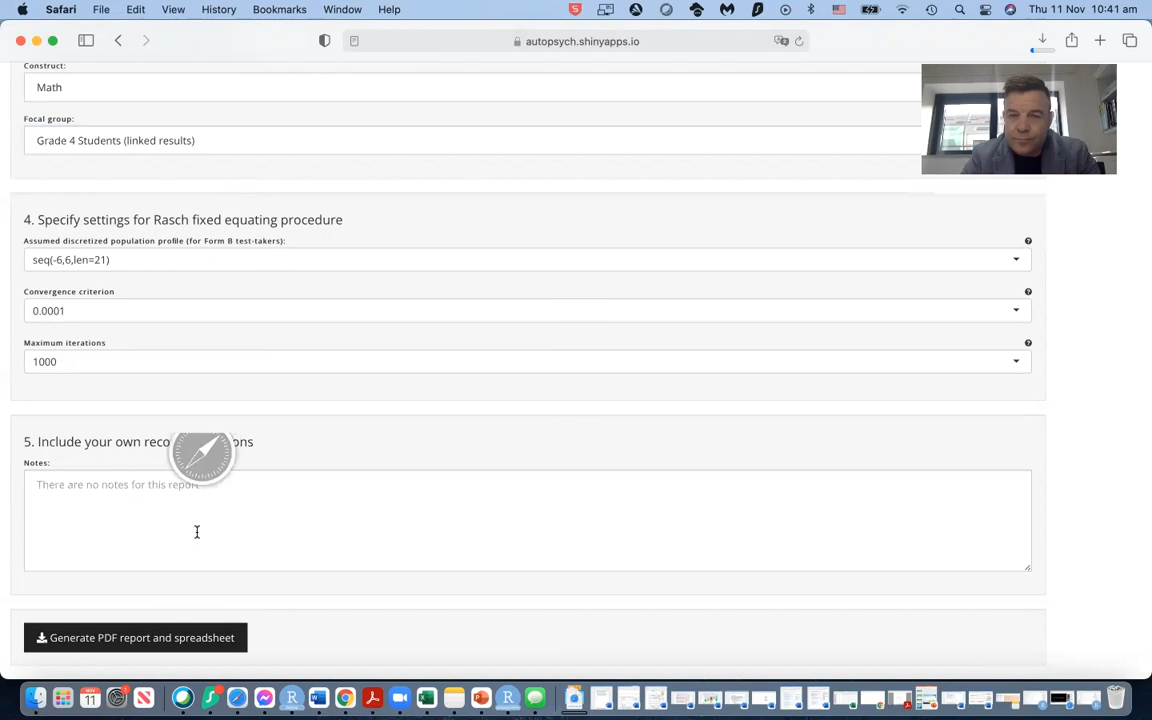 Safari File Edit View History Bookmarks Window Help Thu 11 Nov 10:41 am
autopsych.shinyapps.io
Construct:
Math
Focal group:
Grade 4 Students (linked results)
4. Specify settings for Rasch fixed equating procedure
Assumed discretized population profile (for Form B test-takers):
seq(-6,6,len=21)
Convergence criterion
0.0001
Maximum iterations
1000
5. Include your own
Notes:
There are no notes for this report
Generate PDF report and spreadsheet